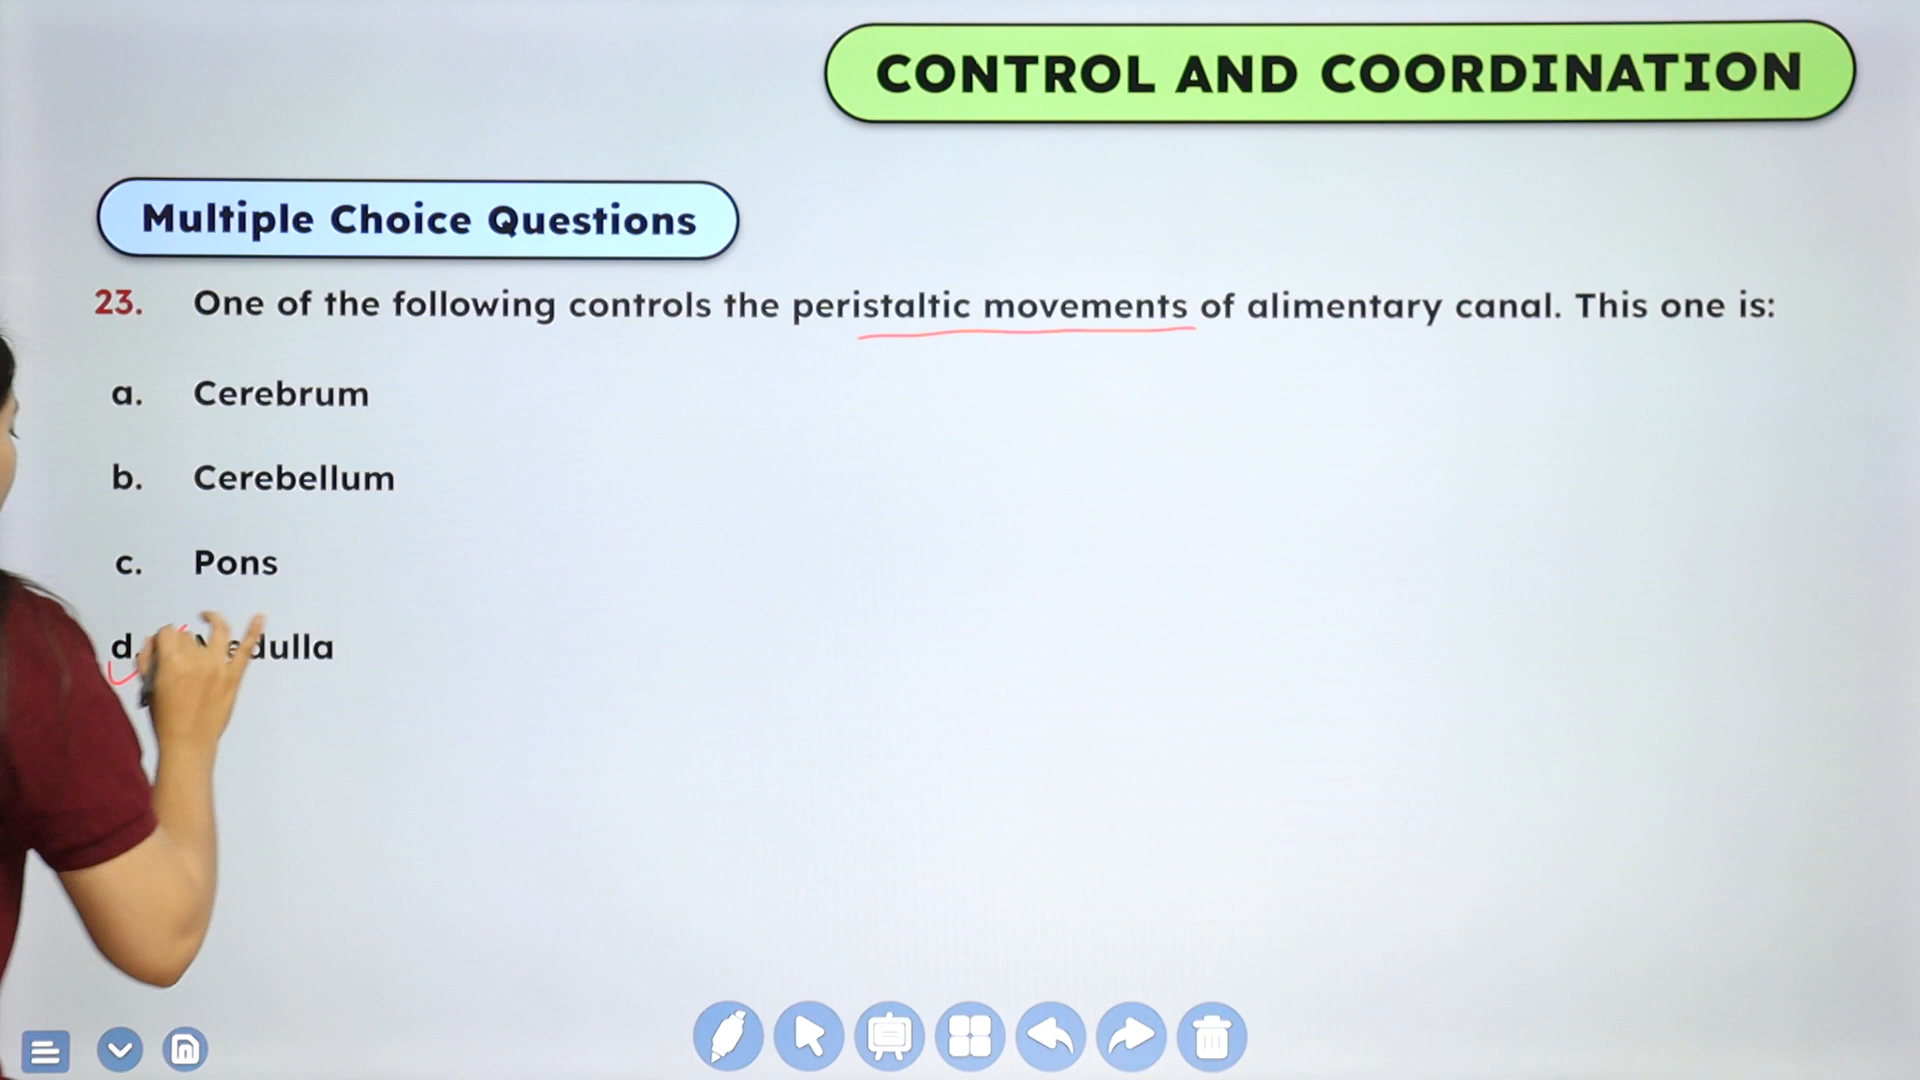 CONTROL AND COORDINATION
Multiple Choice Questions
23. One of the following controls the peristaltic movements of alimentary canal. This one is:
a. Cerebrum
b. Cerebellum
c. Pons
d. Medulla